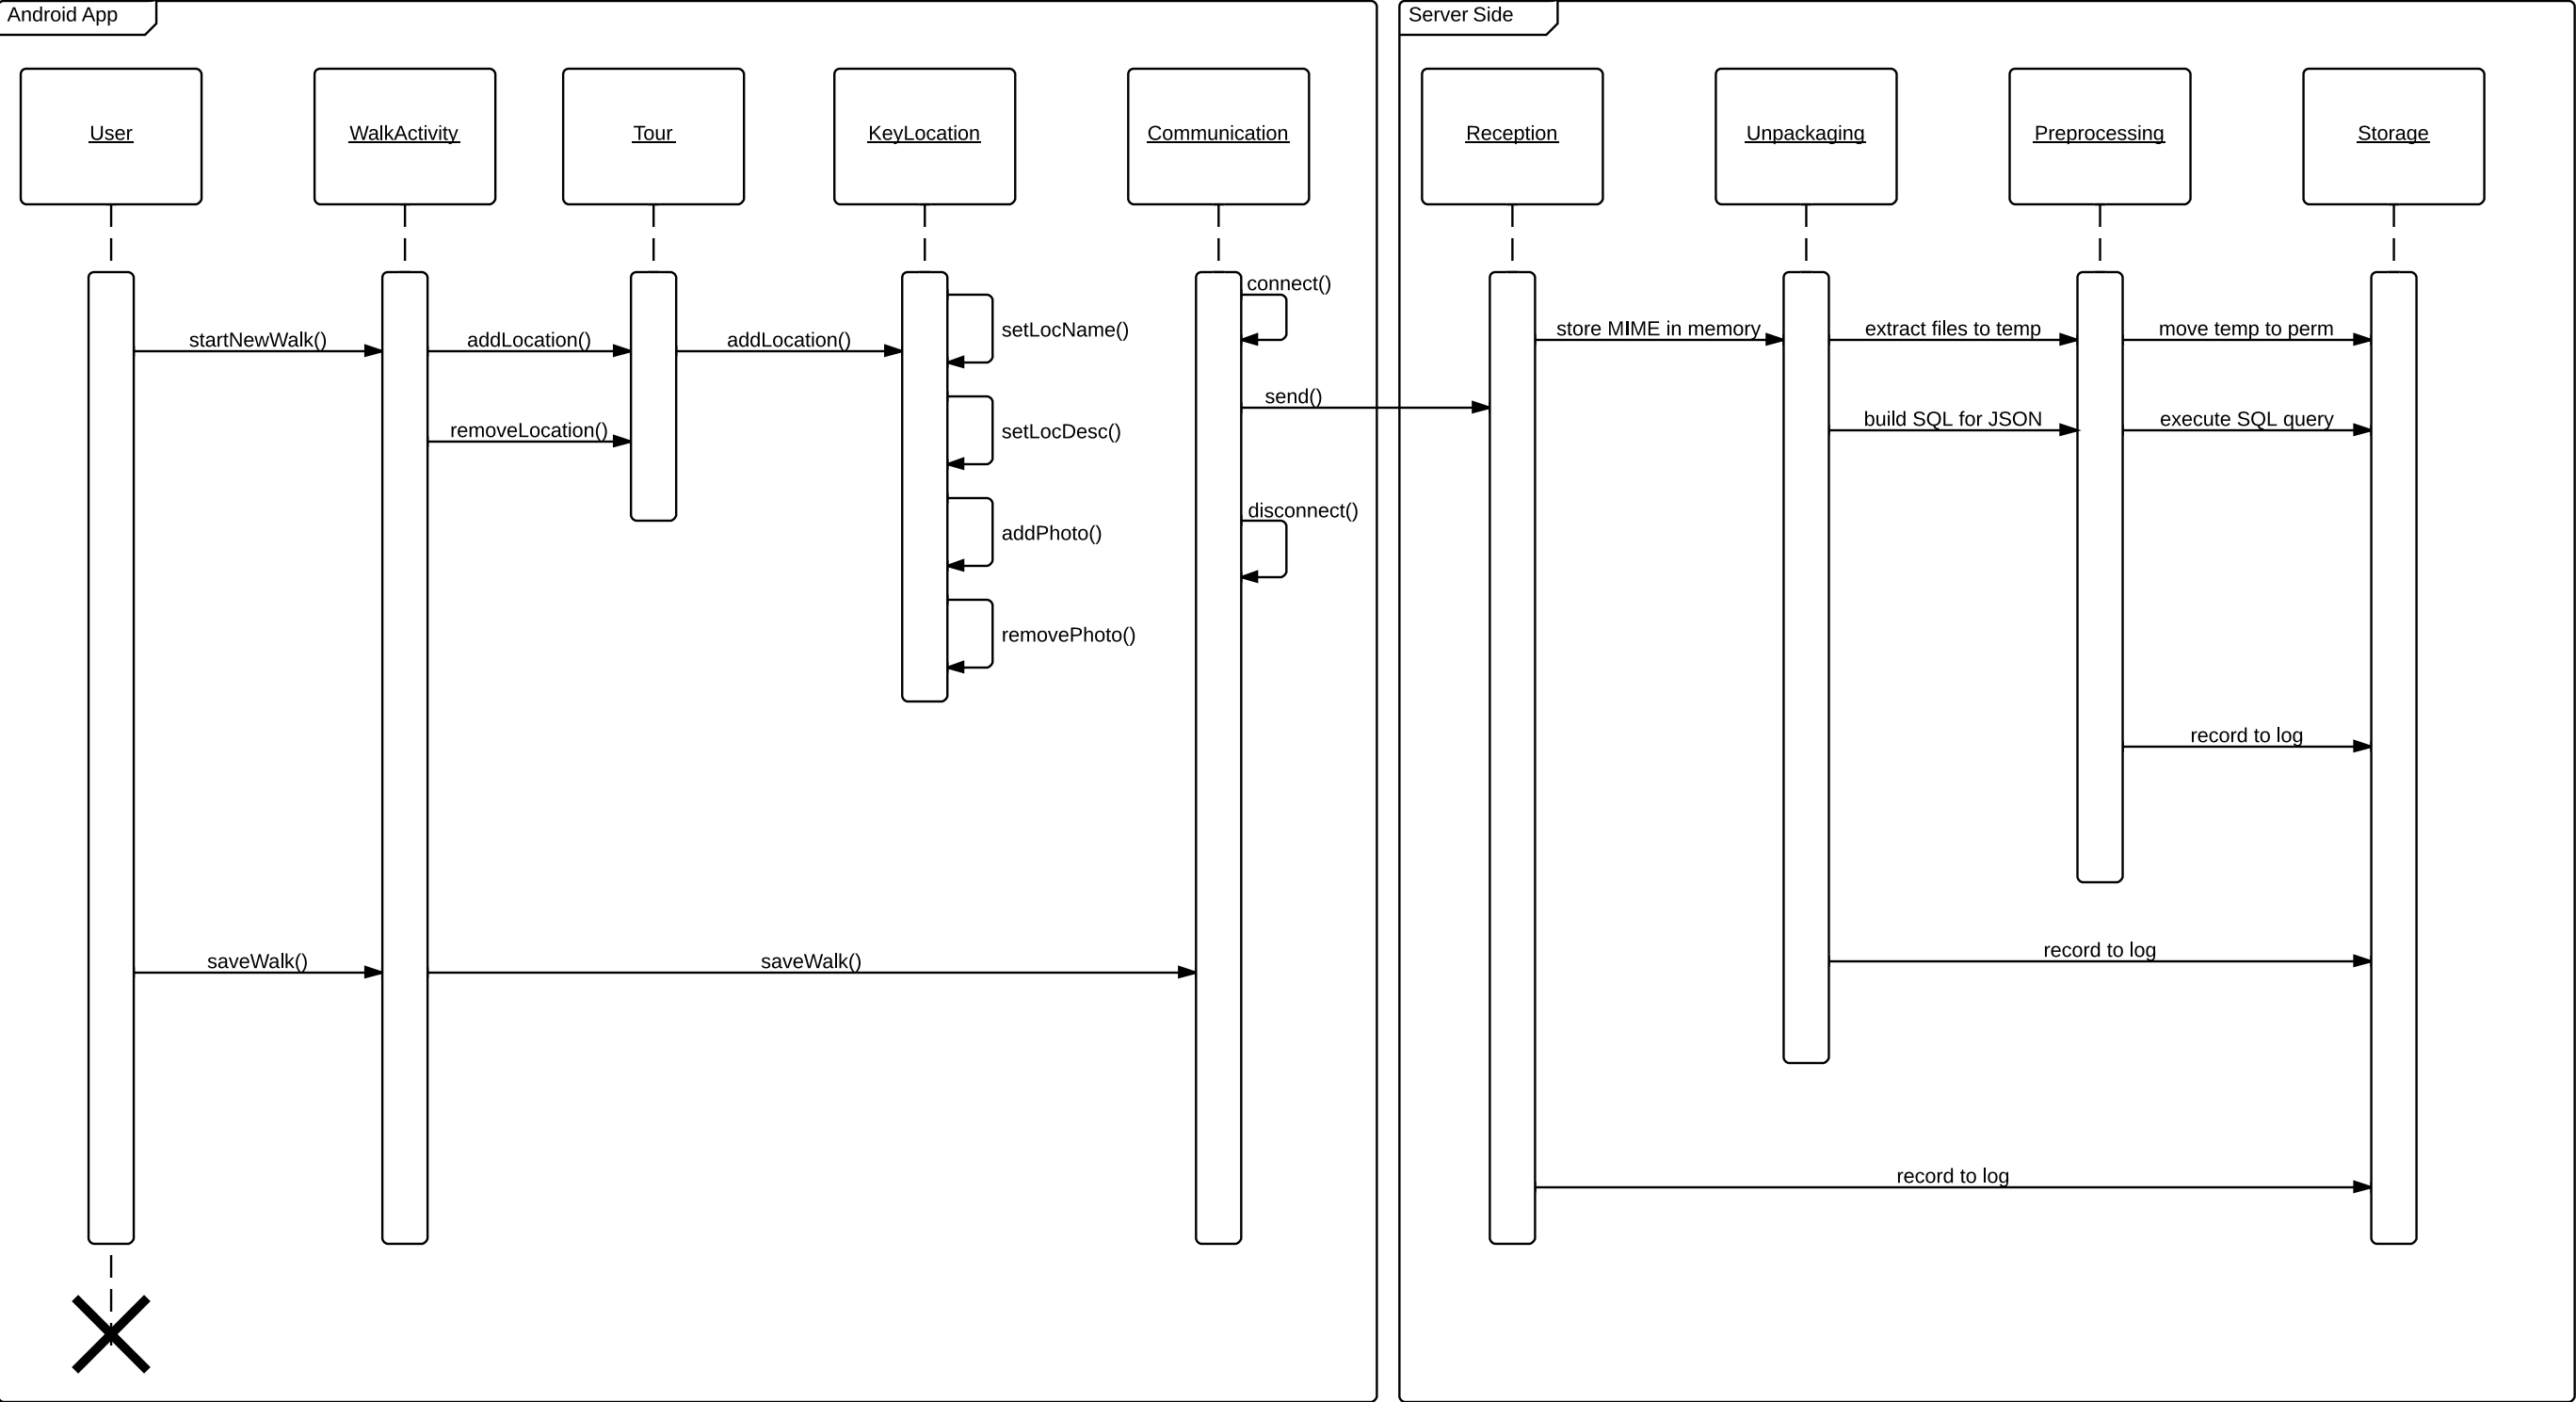 Android App
Server Side
User
WalkActivity
Tour
KeyLocation
Communication
Reception
Unpackaging
Preprocessing
Storage
connect()
startNewWalk()
addLocation()
addLocation()
setLocName()
store MIME in memory
extract files to temp
move temp to perm
send()
removeLocation()
setLocDesc()
build SQL for JSON
execute SQL query
disconnect()
addPhoto()
removePhoto()
record to log
saveWalk()
saveWalk()
record to log
record to log